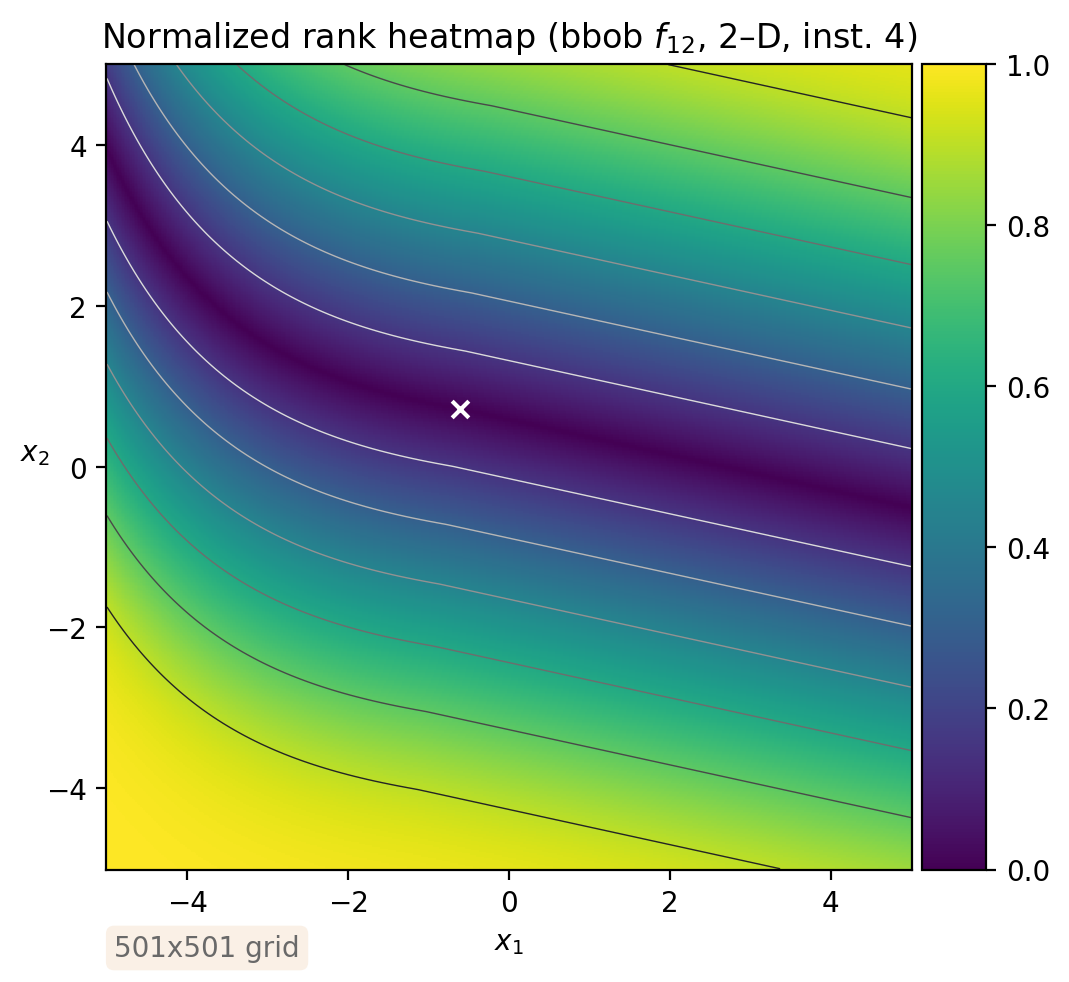 Normalized rank heatmap (bbob f₁₂, 2–D, inst. 4)
1.0
0.8
0.6
0.4
0.2
0.0
4
2
0
−2
−4
x₂
−4 −2 0 2 4
x₁
501x501 grid